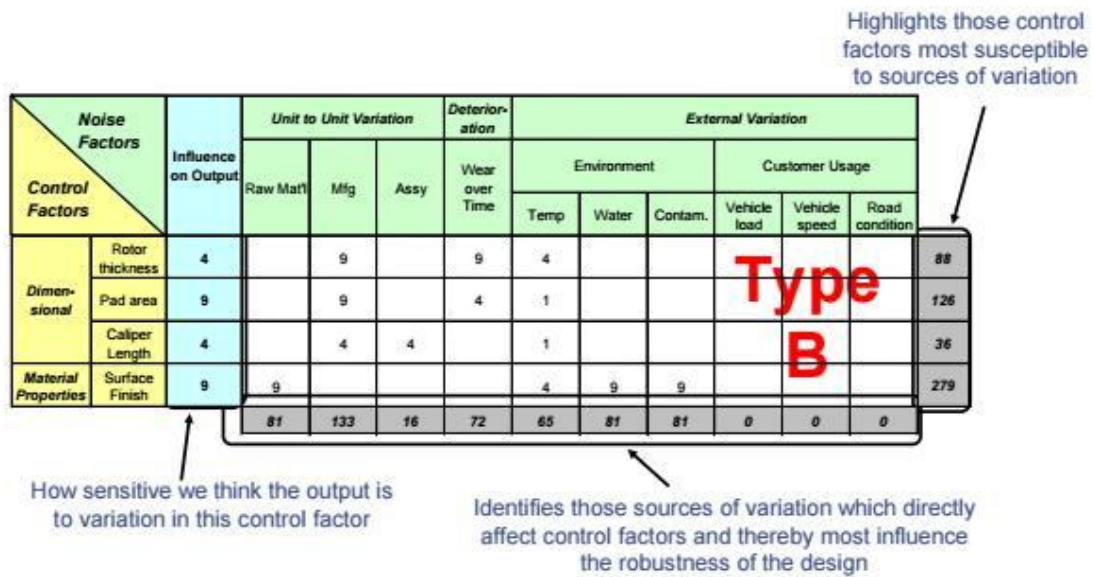 Highlights those control
factors most susceptible
to sources of variation
Noise
Factors
Control
Factors
Influence
on Output
Unit to Unit Variation
Deterior-
ation
External Variation
Raw Mat'l
Mfg
Assy
Wear
over
Time
Environment
Customer Usage
Temp
Water
Contam.
Vehicle
load
Vehicle
speed
Road
condition
Dimen-
sional
Rotor
thickness
4 9 9 4 88
Pad area 9 9 4 1 126
Caliper
Length
4 4 4 1 36
Material
Properties
Surface
Finish
9 9 4 9 9 279
Type
B
81 133 16 72 65 81 81 0 0 0
How sensitive we think the output is
to variation in this control factor
Identifies those sources of variation which directly
affect control factors and thereby most influence
the robustness of the design